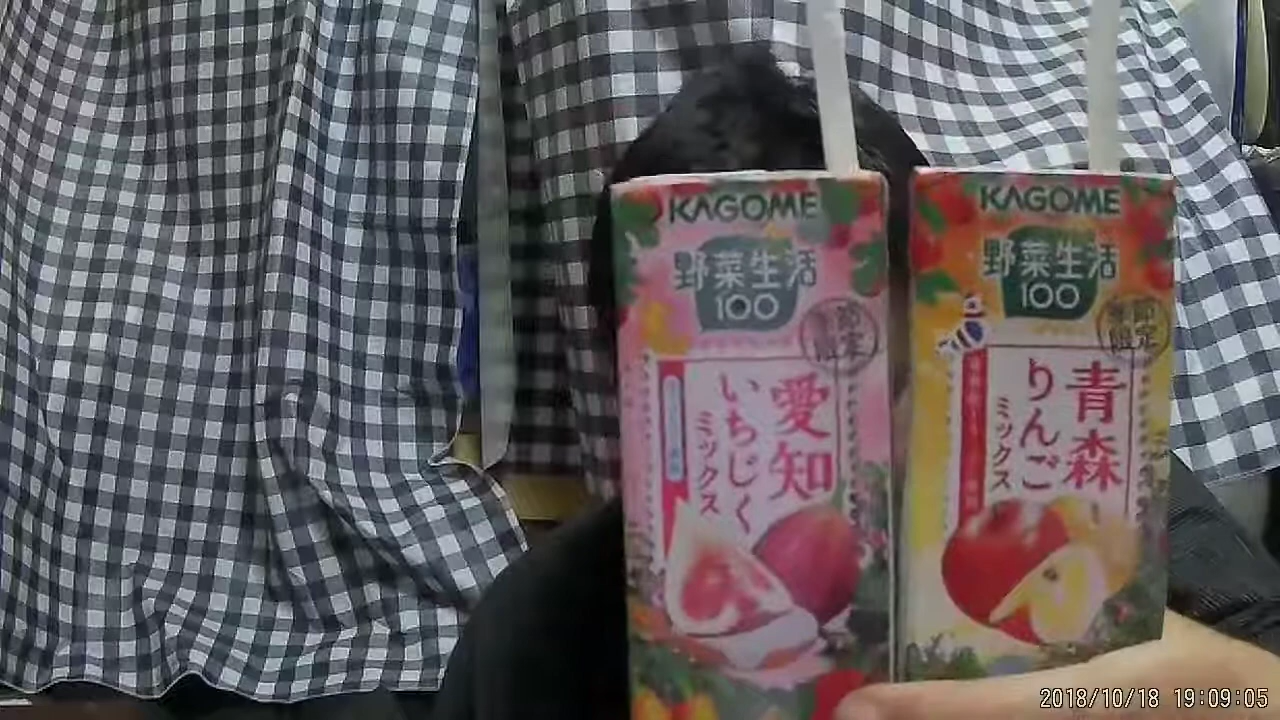 KAGOME
野菜生活
100
季節
限定
愛知
いちじく
ミックス
KAGOME
野菜生活
100
季節
限定
青森
りんご
ミックス
2018/10/18 19:09:05